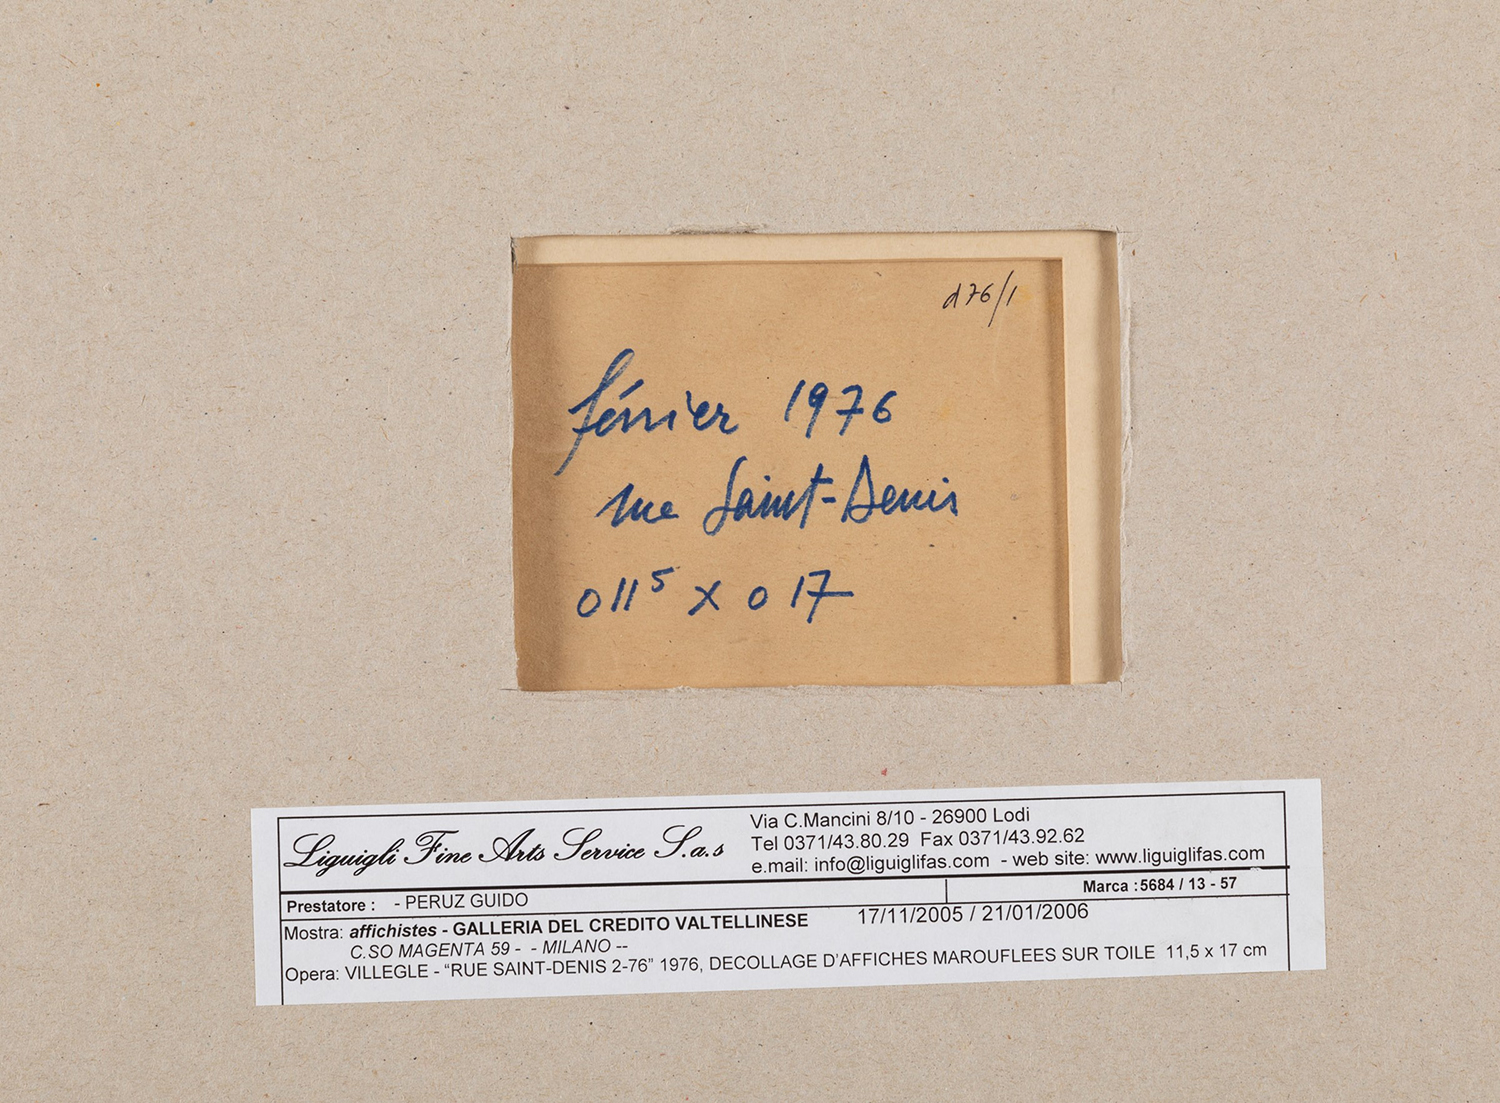 d76/1
février 1976
rue Saint-Denis
011⁵ x 017
Liguigli Fine Arts Service S.a.s
Via C.Mancini 8/10 - 26900 Lodi
Tel 0371/43.80.29 Fax 0371/43.92.62
e.mail: info@liguiglifas.com - web site: www.liguiglifas.com
Prestatore : - PERUZ GUIDO
Marca :5684 / 13 - 57
Mostra: affichistes - GALLERIA DEL CREDITO VALTELLINESE 17/11/2005 / 21/01/2006
C.SO MAGENTA 59 - - MILANO --
Opera: VILLEGLE - “RUE SAINT-DENIS 2-76” 1976, DECOLLAGE D’AFFICHES MAROUFLEES SUR TOILE 11,5 x 17 cm